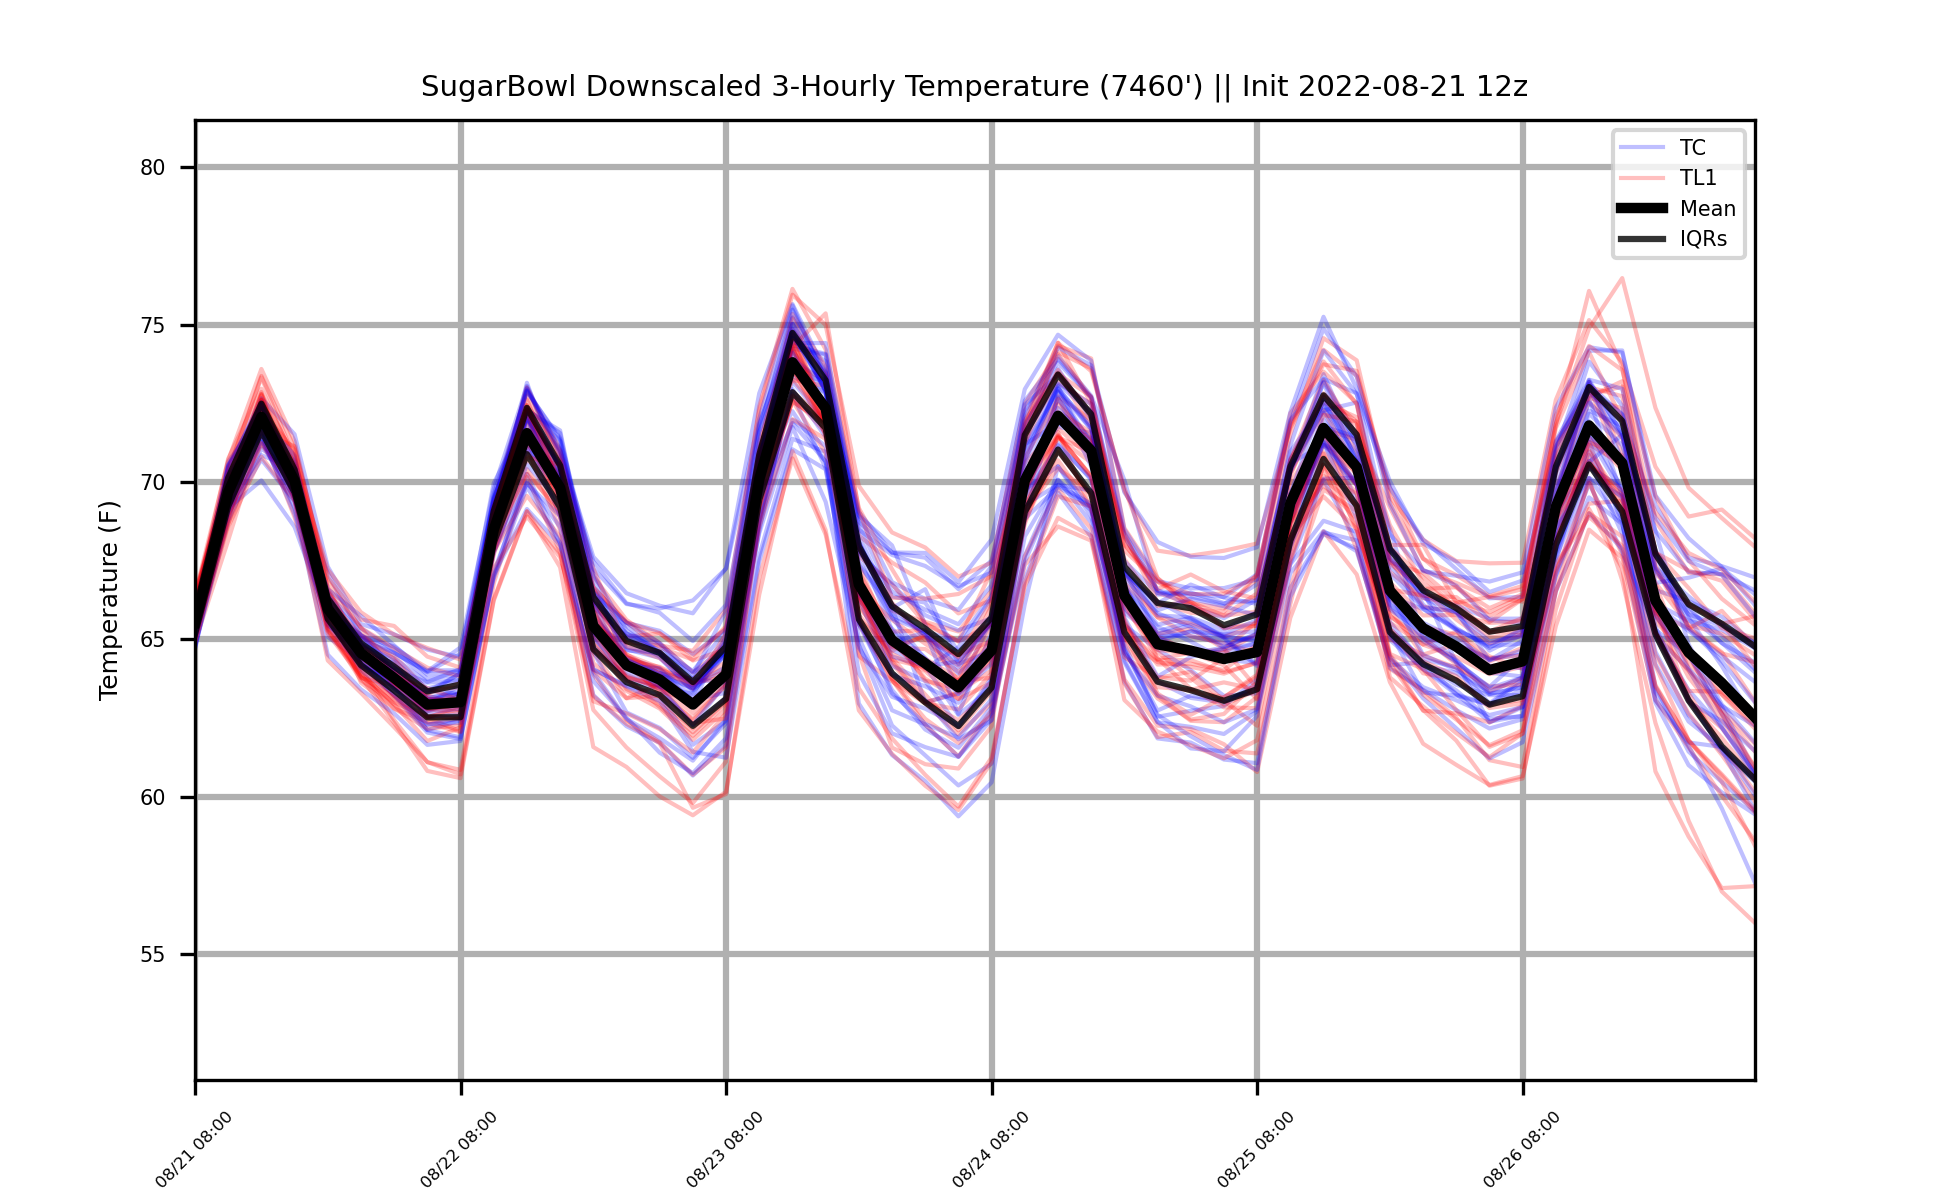 SugarBowl Downscaled 3-Hourly Temperature (7460') || Init 2022-08-21 12z
TC
TL1
Mean
IQRs
Temperature (F)
80
75
70
65
60
55
08/21 08:00
08/22 08:00
08/23 08:00
08/24 08:00
08/25 08:00
08/26 08:00